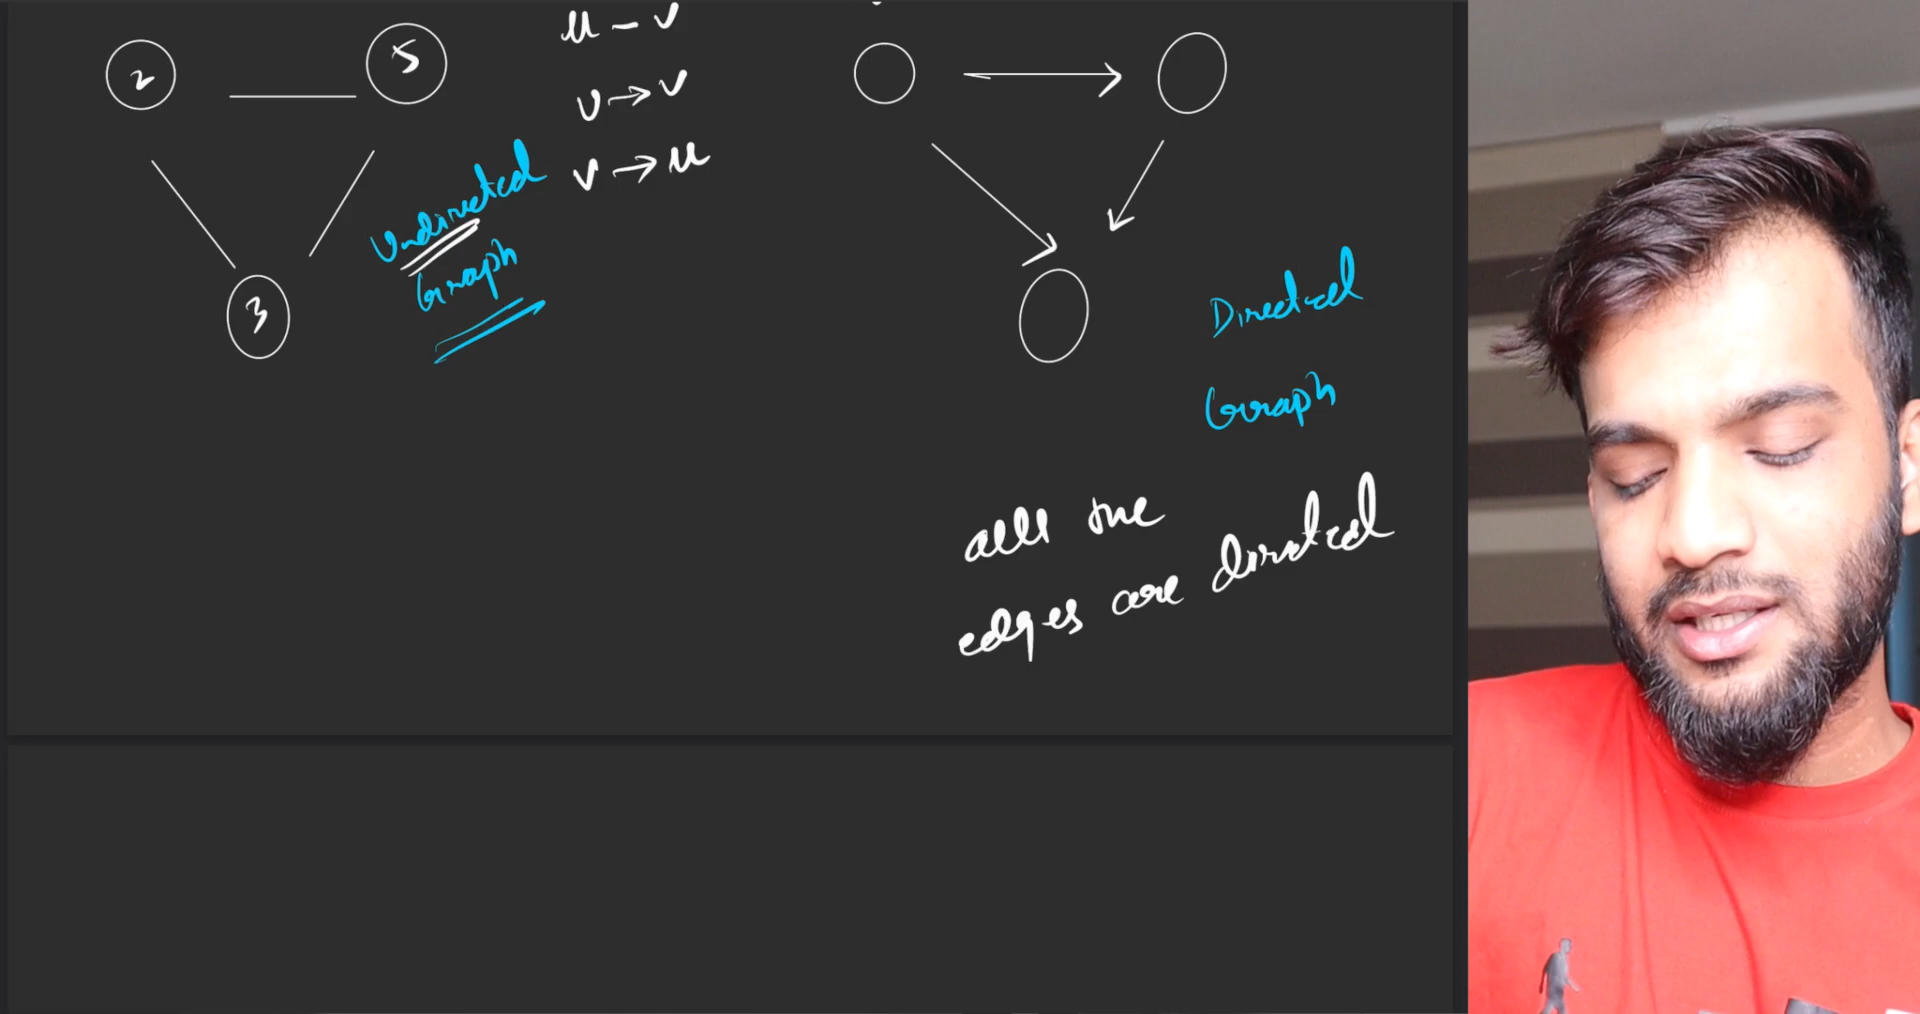 2
5
3
u - v
u → v
v → u
Undirected
Graph
Directed
Graph
all the
edges are directed